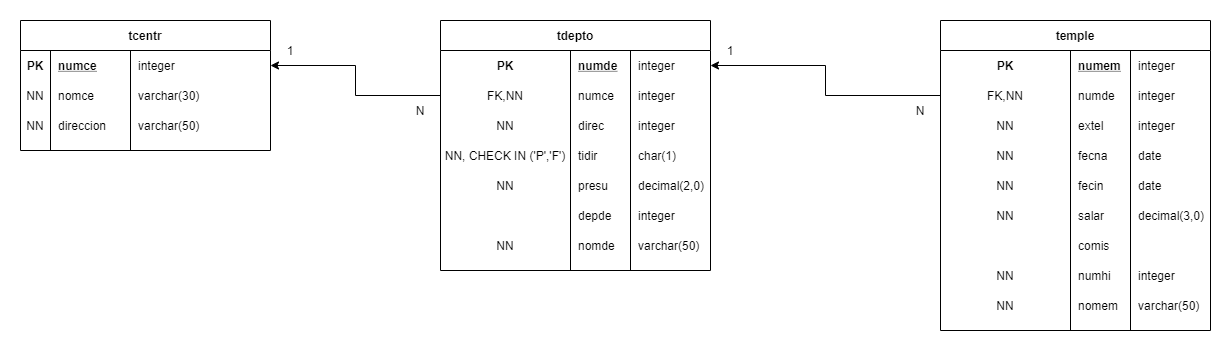 tcentr
PK numce integer
NN nomce varchar(30)
NN direccion varchar(50)
1
N
tdepto
PK numde integer
FK,NN numce integer
NN direc integer
NN, CHECK IN ('P','F') tidir char(1)
NN presu decimal(2,0)
depde integer
NN nomde varchar(50)
1
N
temple
PK numem integer
FK,NN numde integer
NN extel integer
NN fecna date
NN fecin date
NN salar decimal(3,0)
comis
NN numhi integer
NN nomem varchar(50)